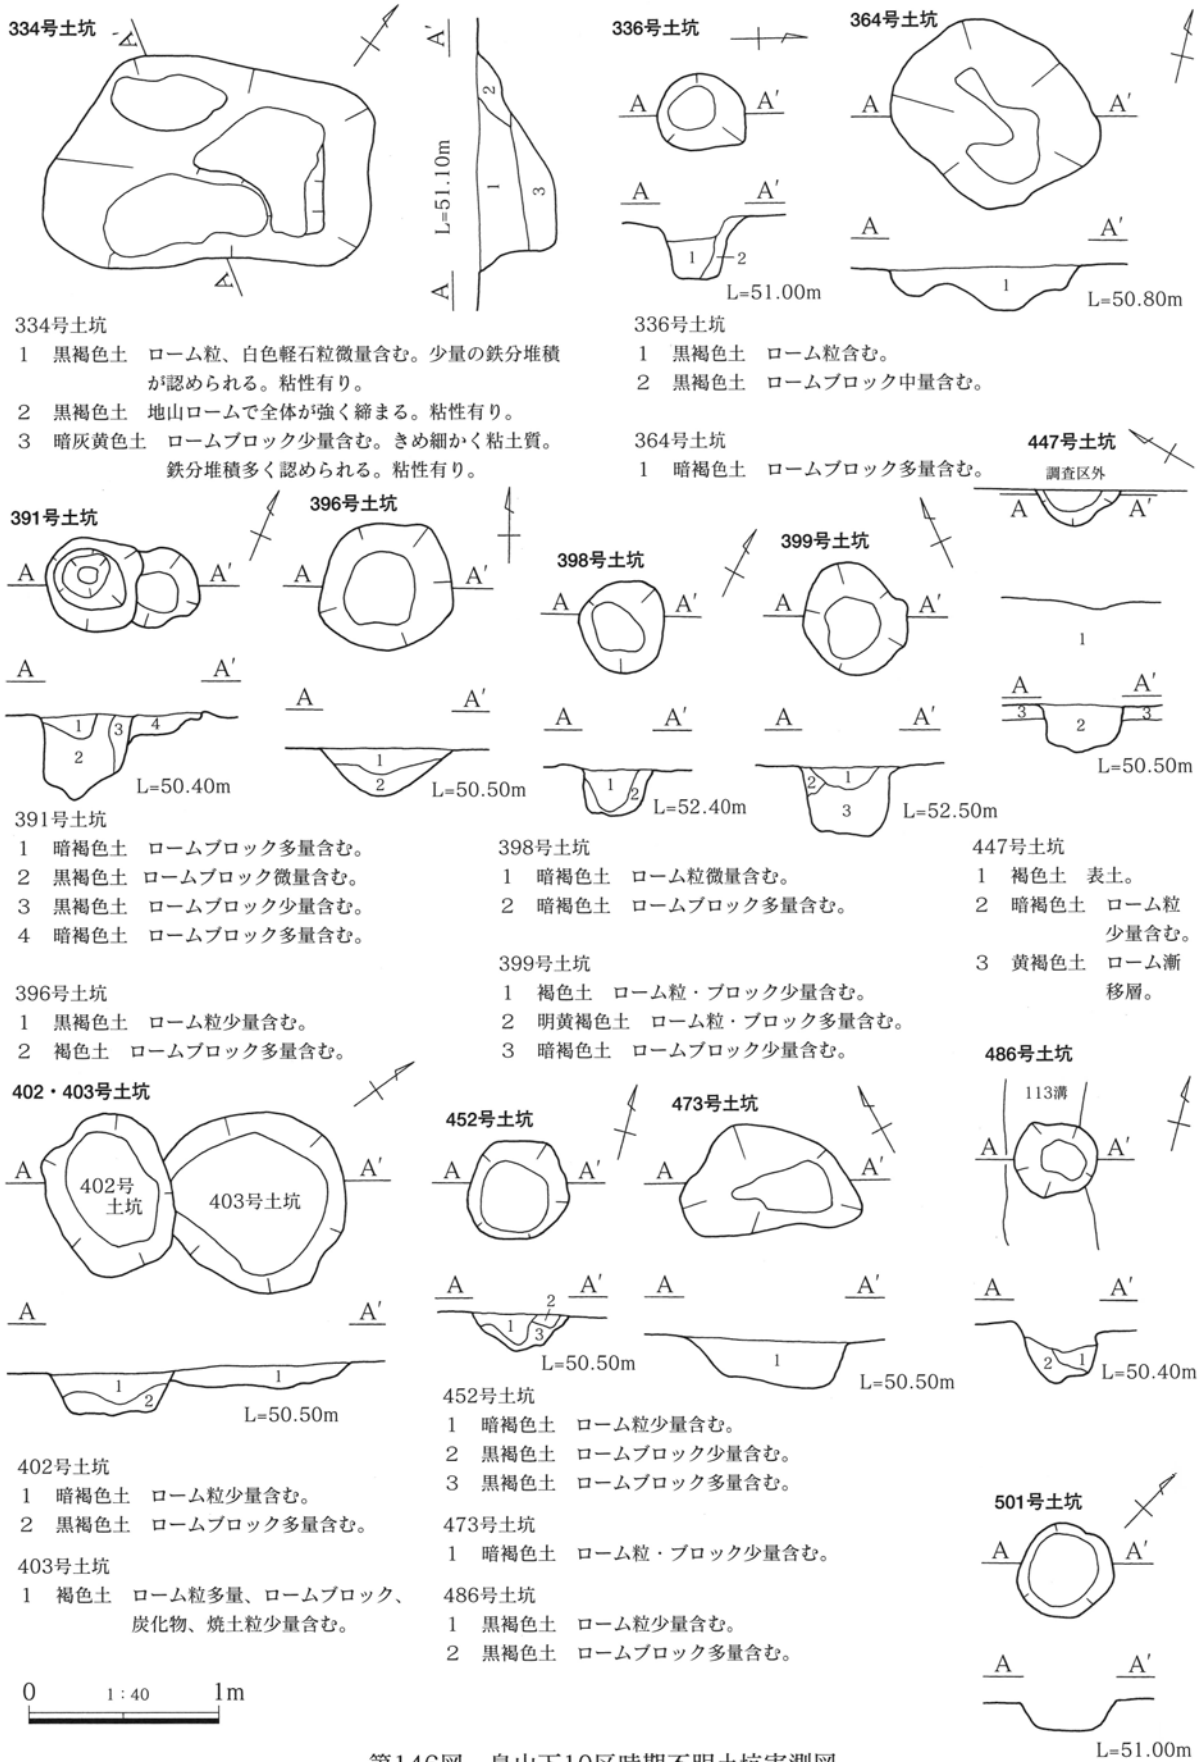 334号土坑
A′
A
A′
L=51.10m
A
1
2
3
336号土坑
A
A′
A
A′
1
2
L=51.00m
364号土坑
A
A′
A
A′
1
L=50.80m
334号土坑
1 黒褐色土 ローム粒、白色軽石粒微量含む。少量の鉄分堆積
が認められる。粘性有り。
2 黒褐色土 地山ロームで全体が強く締まる。粘性有り。
3 暗灰黄色土 ロームブロック少量含む。きめ細かく粘土質。
鉄分堆積多く認められる。粘性有り。
336号土坑
1 黒褐色土 ローム粒含む。
2 黒褐色土 ロームブロック中量含む。
364号土坑
1 暗褐色土 ロームブロック多量含む。
447号土坑
調査区外
A
A′
1
A
A′
3
2
3
L=50.50m
391号土坑
A
A′
A
A′
1
3
4
2
L=50.40m
396号土坑
A
A′
A
A′
1
2
L=50.50m
398号土坑
A
A′
A
A′
1
2
L=52.40m
399号土坑
A
A′
A
A′
2
1
3
L=52.50m
391号土坑
1 暗褐色土 ロームブロック多量含む。
2 黒褐色土 ロームブロック微量含む。
3 黒褐色土 ロームブロック少量含む。
4 暗褐色土 ロームブロック多量含む。
396号土坑
1 黒褐色土 ローム粒少量含む。
2 褐色土 ロームブロック多量含む。
398号土坑
1 暗褐色土 ローム粒微量含む。
2 暗褐色土 ロームブロック多量含む。
399号土坑
1 褐色土 ローム粒・ブロック少量含む。
2 明黄褐色土 ローム粒・ブロック多量含む。
3 暗褐色土 ロームブロック少量含む。
447号土坑
1 褐色土 表土。
2 暗褐色土 ローム粒
少量含む。
3 黄褐色土 ローム漸
移層。
402・403号土坑
A
402号
土坑
403号土坑
A′
A
A′
1
2
1
L=50.50m
452号土坑
A
A′
A
A′
2
1
3
L=50.50m
473号土坑
A
A′
A
A′
1
L=50.50m
486号土坑
113溝
A
A′
A
A′
2
1
L=50.40m
402号土坑
1 暗褐色土 ローム粒少量含む。
2 黒褐色土 ロームブロック多量含む。
403号土坑
1 褐色土 ローム粒多量、ロームブロック、
炭化物、焼土粒少量含む。
452号土坑
1 暗褐色土 ローム粒少量含む。
2 黒褐色土 ロームブロック少量含む。
3 黒褐色土 ロームブロック多量含む。
473号土坑
1 暗褐色土 ローム粒・ブロック少量含む。
486号土坑
1 黒褐色土 ローム粒少量含む。
2 黒褐色土 ロームブロック多量含む。
501号土坑
A
A′
A
A′
L=51.00m
0
1：40
1m